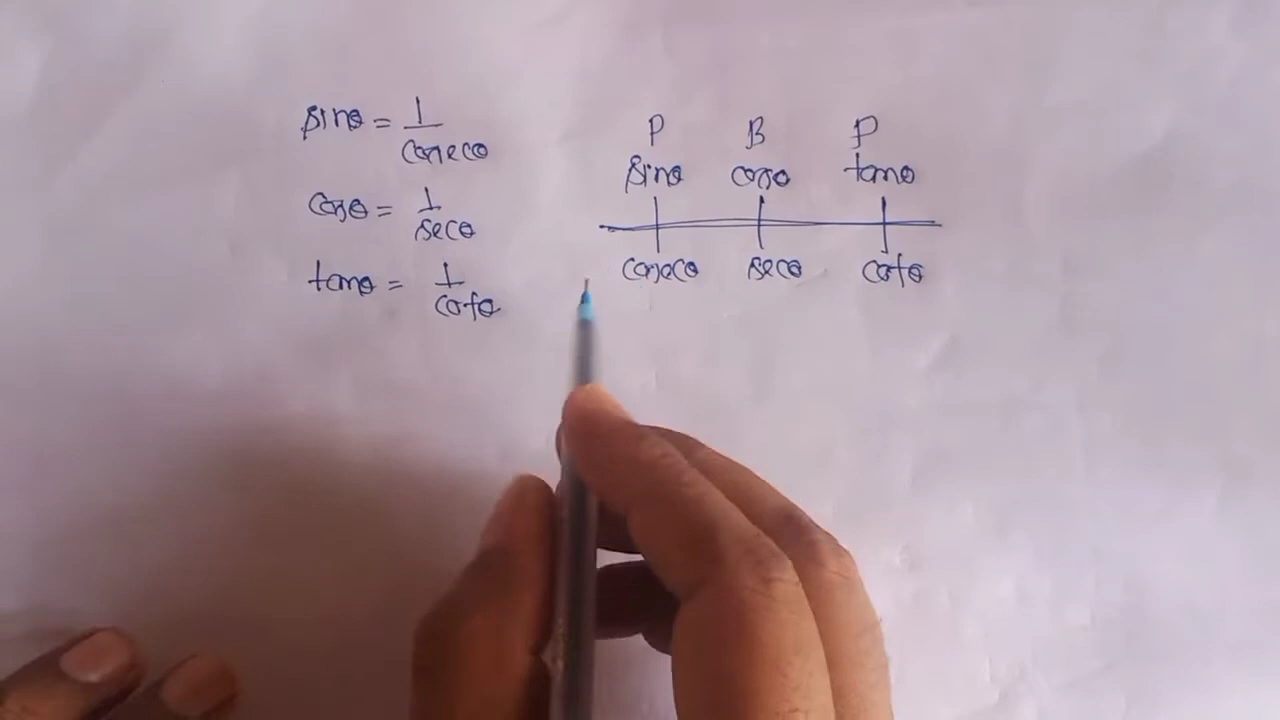 sinθ = 1/cosecθ
cosθ = 1/secθ
tanθ = 1/cotθ
P B P
sinθ cosθ tanθ
cosecθ secθ cotθ